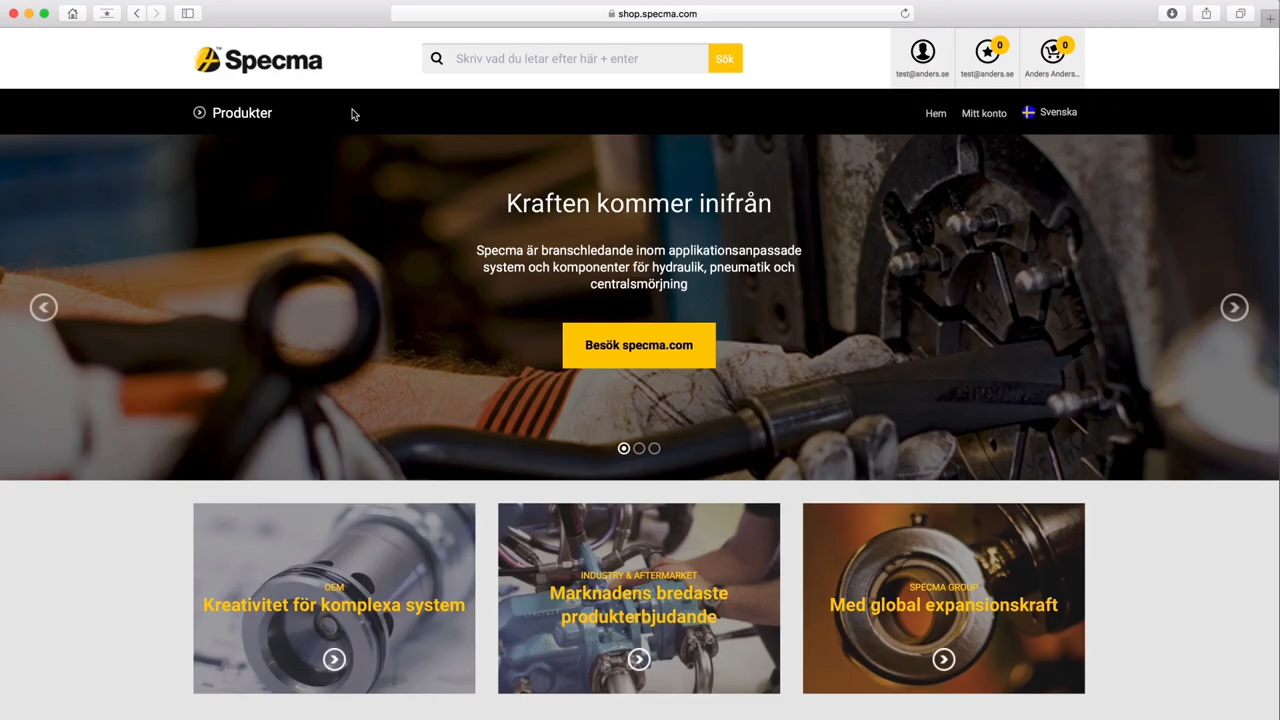 shop.specma.com
Specma
Skriv vad du letar efter här + enter
Sök
test@anders.se
0
test@anders.se
0
Anders Anders...
Produkter
Hem
Mitt konto
Svenska
Kraften kommer inifrån
Specma är branschledande inom applikationsanpassade
system och komponenter för hydraulik, pneumatik och
centralsmörjning
Besök specma.com
OEM
Kreativitet för komplexa system
INDUSTRY & AFTERMARKET
Marknadens bredaste
produkterbjudande
SPECMA GROUP
Med global expansionskraft